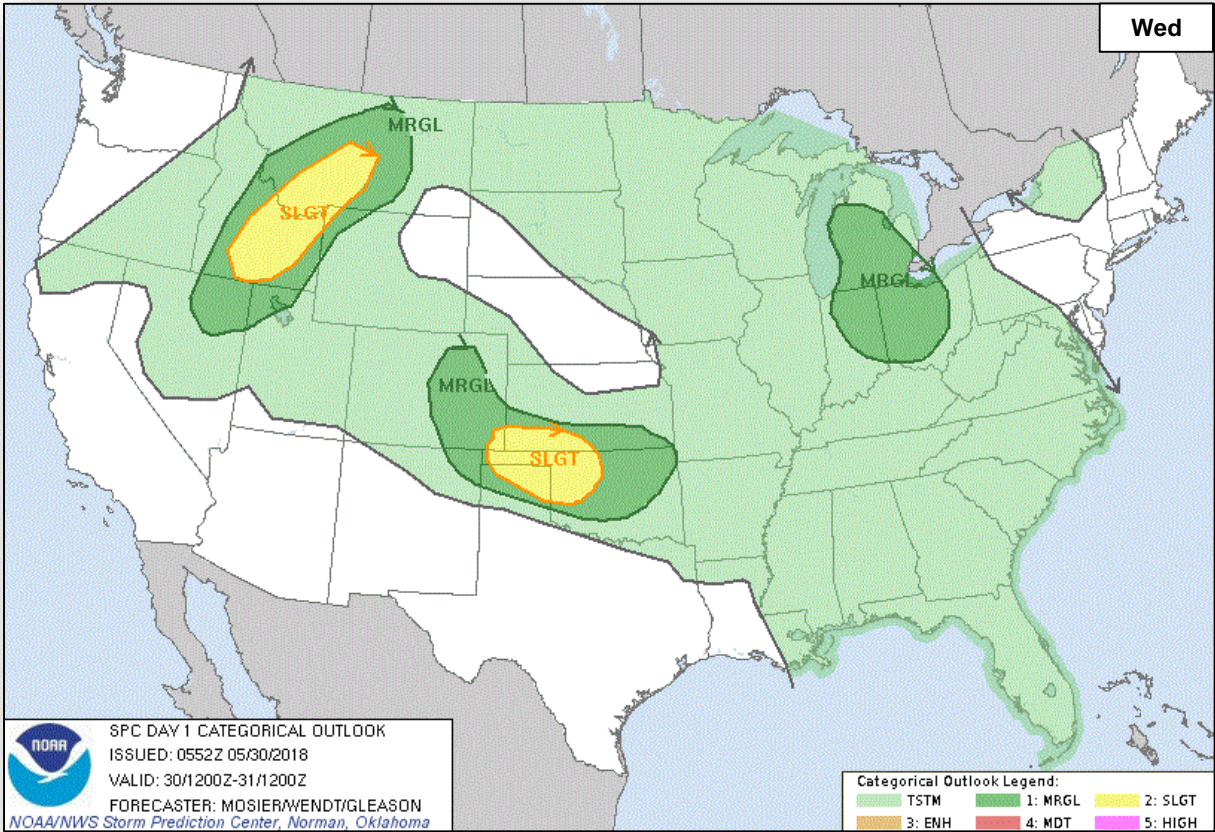 Wed
MRGL
SLGT
MRGL
MRGL
SLGT
NOAA
SPC DAY 1 CATEGORICAL OUTLOOK
ISSUED: 0552Z 05/30/2018
VALID: 30/1200Z-31/1200Z
FORECASTER: MOSIER/WENDT/GLEASON
NOAA/NWS Storm Prediction Center, Norman, Oklahoma
Categorical Outlook Legend:
TSTM 1: MRGL 2: SLGT
3: ENH 4: MDT 5: HIGH